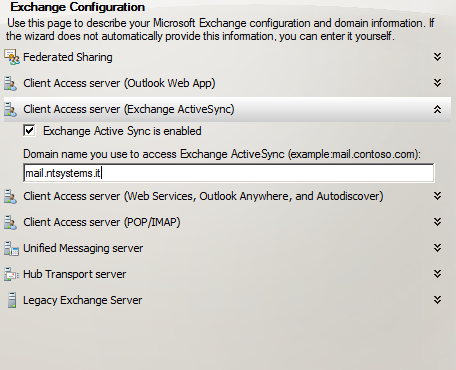 Exchange Configuration
Use this page to describe your Microsoft Exchange configuration and domain information. If
the wizard does not automatically provide this information, you can enter it yourself.
Federated Sharing
Client Access server (Outlook Web App)
Client Access server (Exchange ActiveSync)
Exchange Active Sync is enabled
Domain name you use to access Exchange ActiveSync (example:mail.contoso.com):
mail.ntsystems.it
Client Access server (Web Services, Outlook Anywhere, and Autodiscover)
Client Access server (POP/IMAP)
Unified Messaging server
Hub Transport server
Legacy Exchange Server